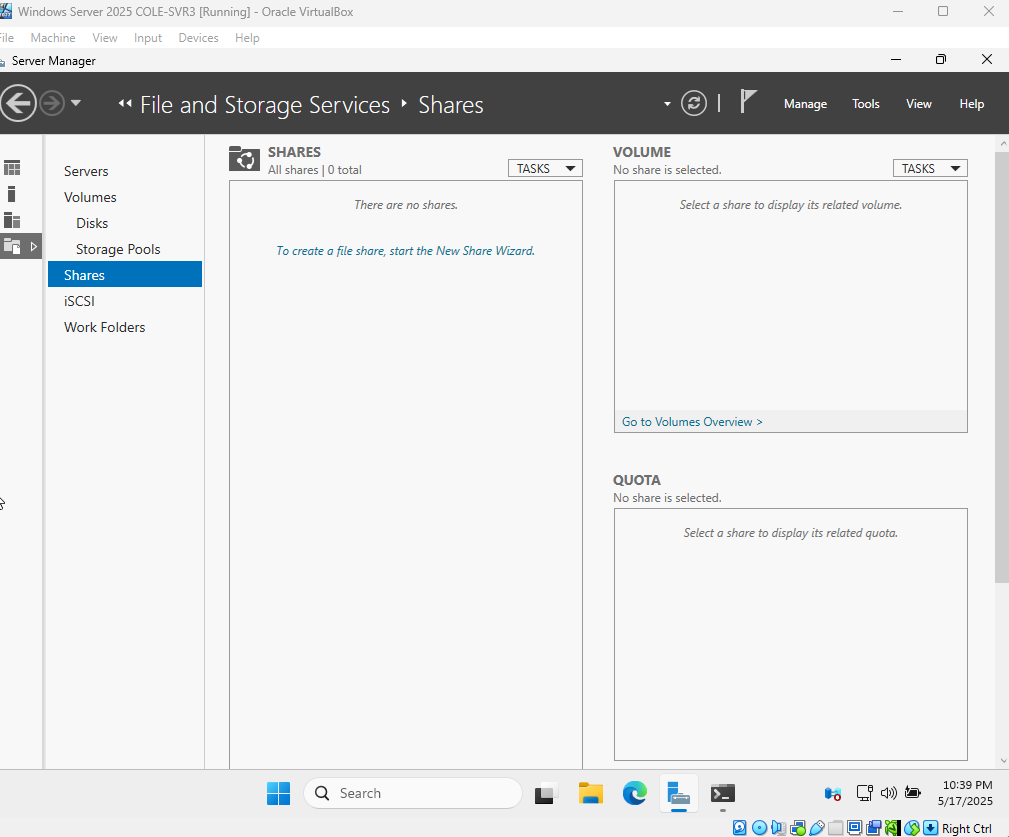 Windows Server 2025 COLE-SVR3 [Running] - Oracle VirtualBox
File Machine View Input Devices Help
Server Manager
File and Storage Services Shares
Manage Tools View Help
Servers
Volumes
Disks
Storage Pools
Shares
iSCSI
Work Folders
SHARES
All shares | 0 total
TASKS
There are no shares.
To create a file share, start the New Share Wizard.
VOLUME
No share is selected.
TASKS
Select a share to display its related volume.
Go to Volumes Overview >
QUOTA
No share is selected.
Select a share to display its related quota.
Search
10:39 PM
5/17/2025
Right Ctrl